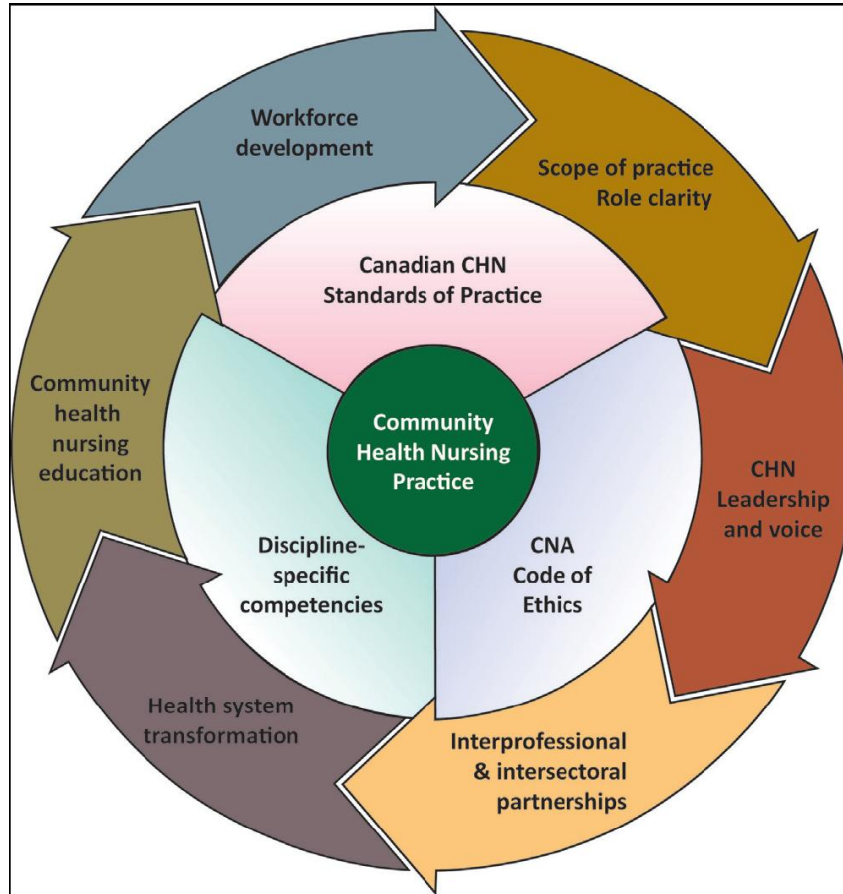 Workforce
development
Scope of practice
Role clarity
Canadian CHN
Standards of Practice
Community
health
nursing
education
Community
Health Nursing
Practice
CHN
Leadership
and voice
Discipline-
specific
competencies
CNA
Code of
Ethics
Health system
transformation
Interprofessional
& intersectoral
partnerships